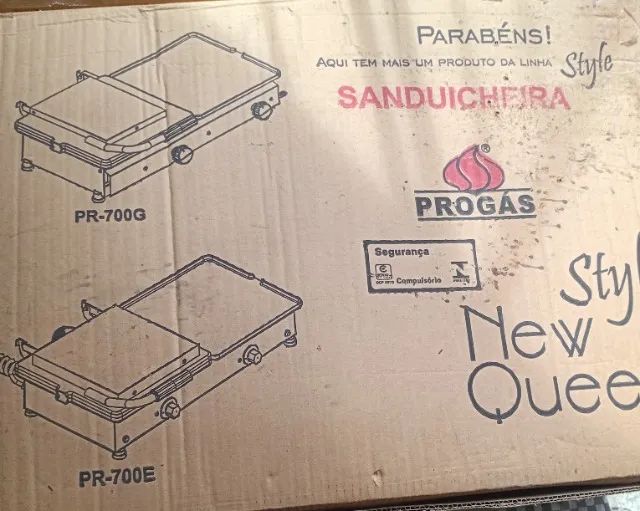 PARABÉNS!
AQUI TEM MAIS UM PRODUTO DA LINHA Style
SANDUICHEIRA
PR-700G
®
PROGÁS
Segurança
Compulsório
Styl
New
Quee
PR-700E